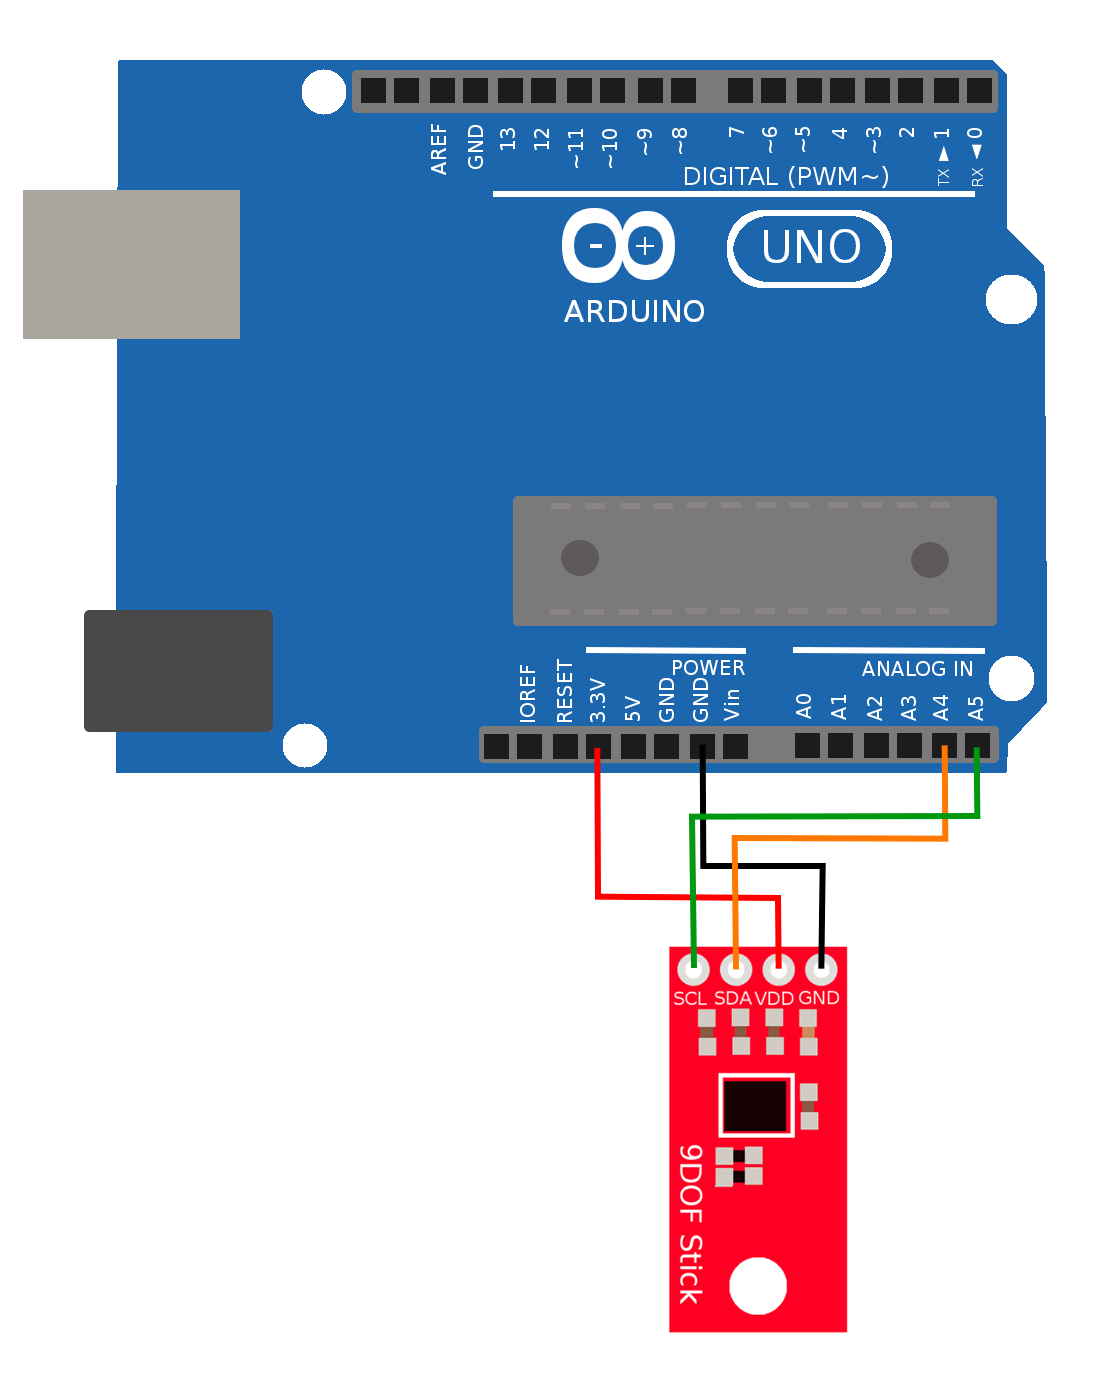 AREF
GND
13
12
~11
~10
~9
~8
7
~6
~5
4
~3
2
TX ▶ 1
RX ◀ 0
DIGITAL (PWM~)
- +
UNO
ARDUINO
POWER
ANALOG IN
IOREF
RESET
3.3V
5V
GND
GND
Vin
A0
A1
A2
A3
A4
A5
SCL SDA VDD GND
9DOF Stick